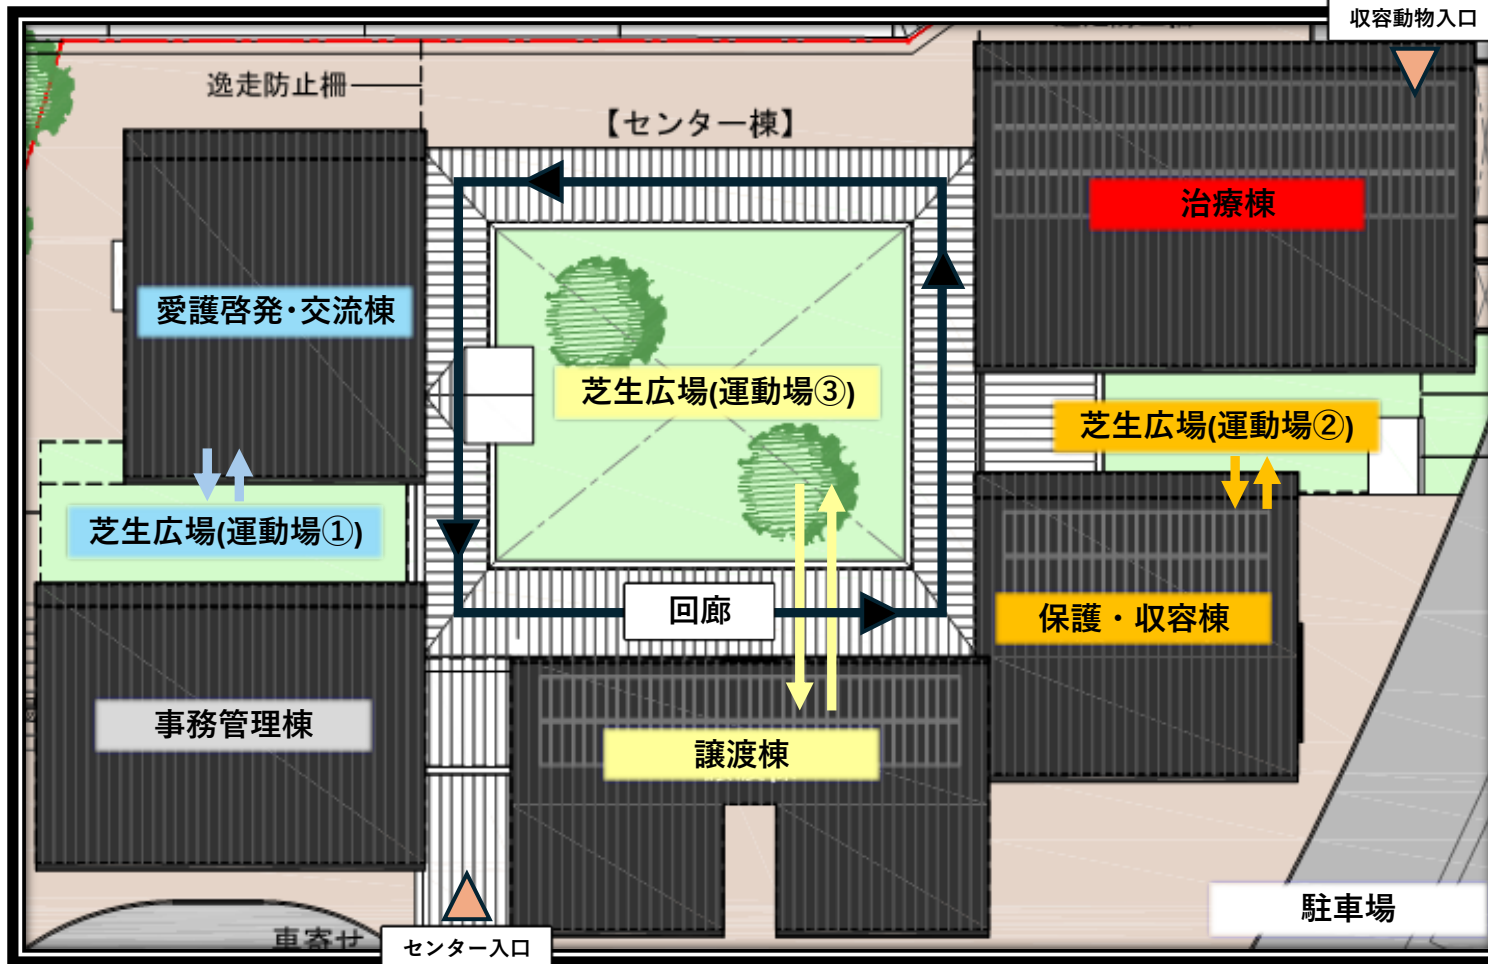 収容動物入口
逸走防止柵
【センター棟】
治療棟
愛護啓発・交流棟
芝生広場(運動場③)
芝生広場(運動場②)
芝生広場(運動場①)
回廊
保護・収容棟
事務管理棟
譲渡棟
駐車場
車寄せ
センター入口